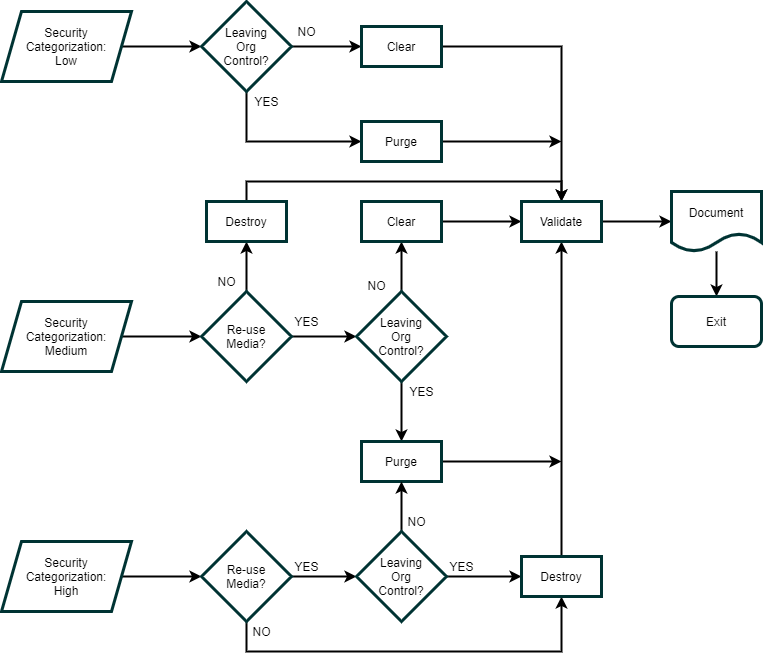 Security
Categorization:
Low
Leaving
Org
Control?
NO
Clear
YES
Purge
Destroy
Clear
Validate
Document
NO
NO
Security
Categorization:
Medium
Re-use
Media?
YES
Leaving
Org
Control?
Exit
YES
Purge
NO
Security
Categorization:
High
Re-use
Media?
YES
Leaving
Org
Control?
YES
Destroy
NO